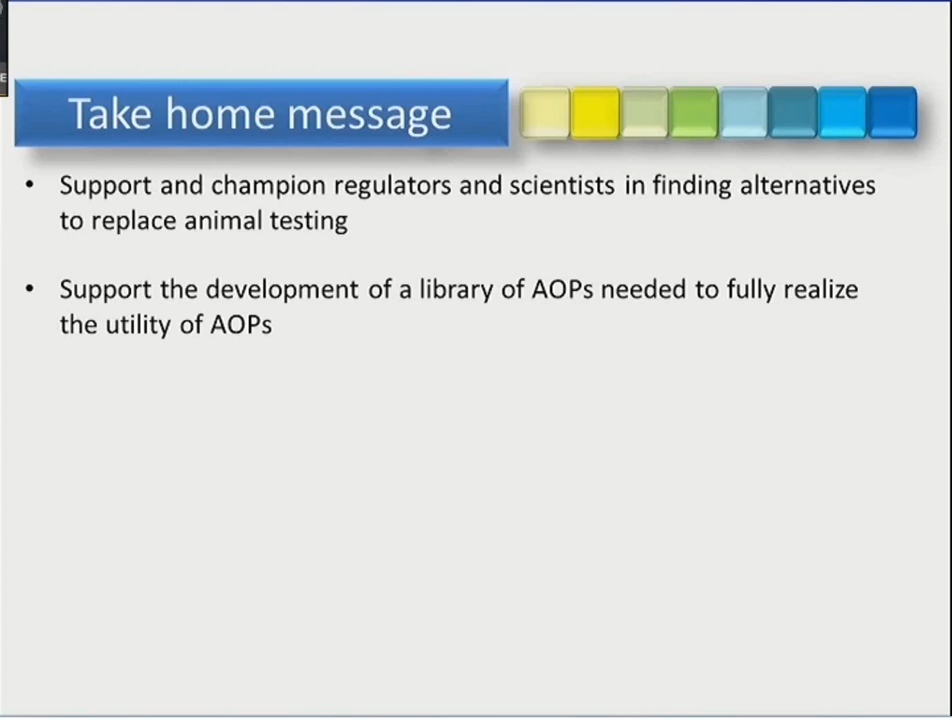 Take home message
• Support and champion regulators and scientists in finding alternatives
to replace animal testing
• Support the development of a library of AOPs needed to fully realize
the utility of AOPs